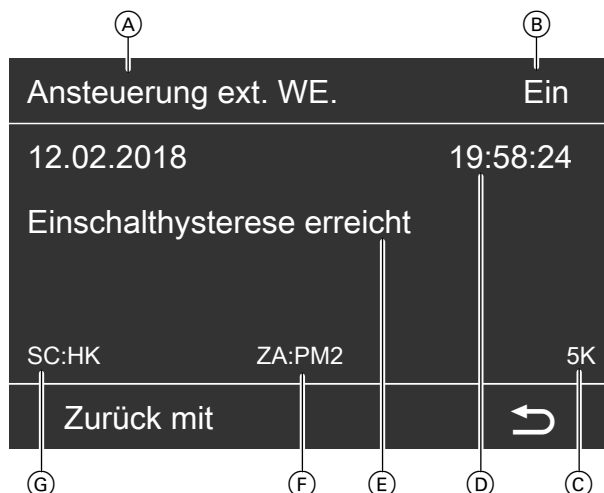 A B
Ansteuerung ext. WE. Ein
12.02.2018 19:58:24
Einschalthysterese erreicht
SC:HK ZA:PM2 5K
Zurück mit
G F E D C